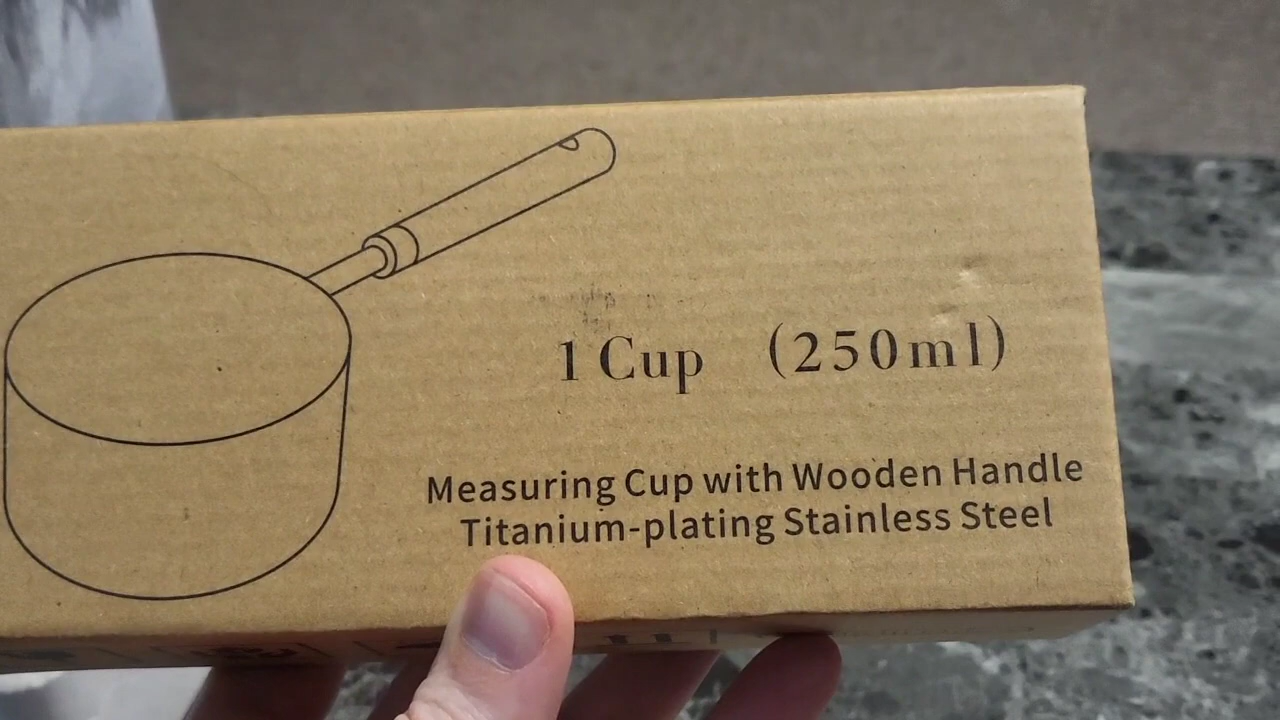 1 Cup (250ml)
Measuring Cup with Wooden Handle
Titanium-plating Stainless Steel